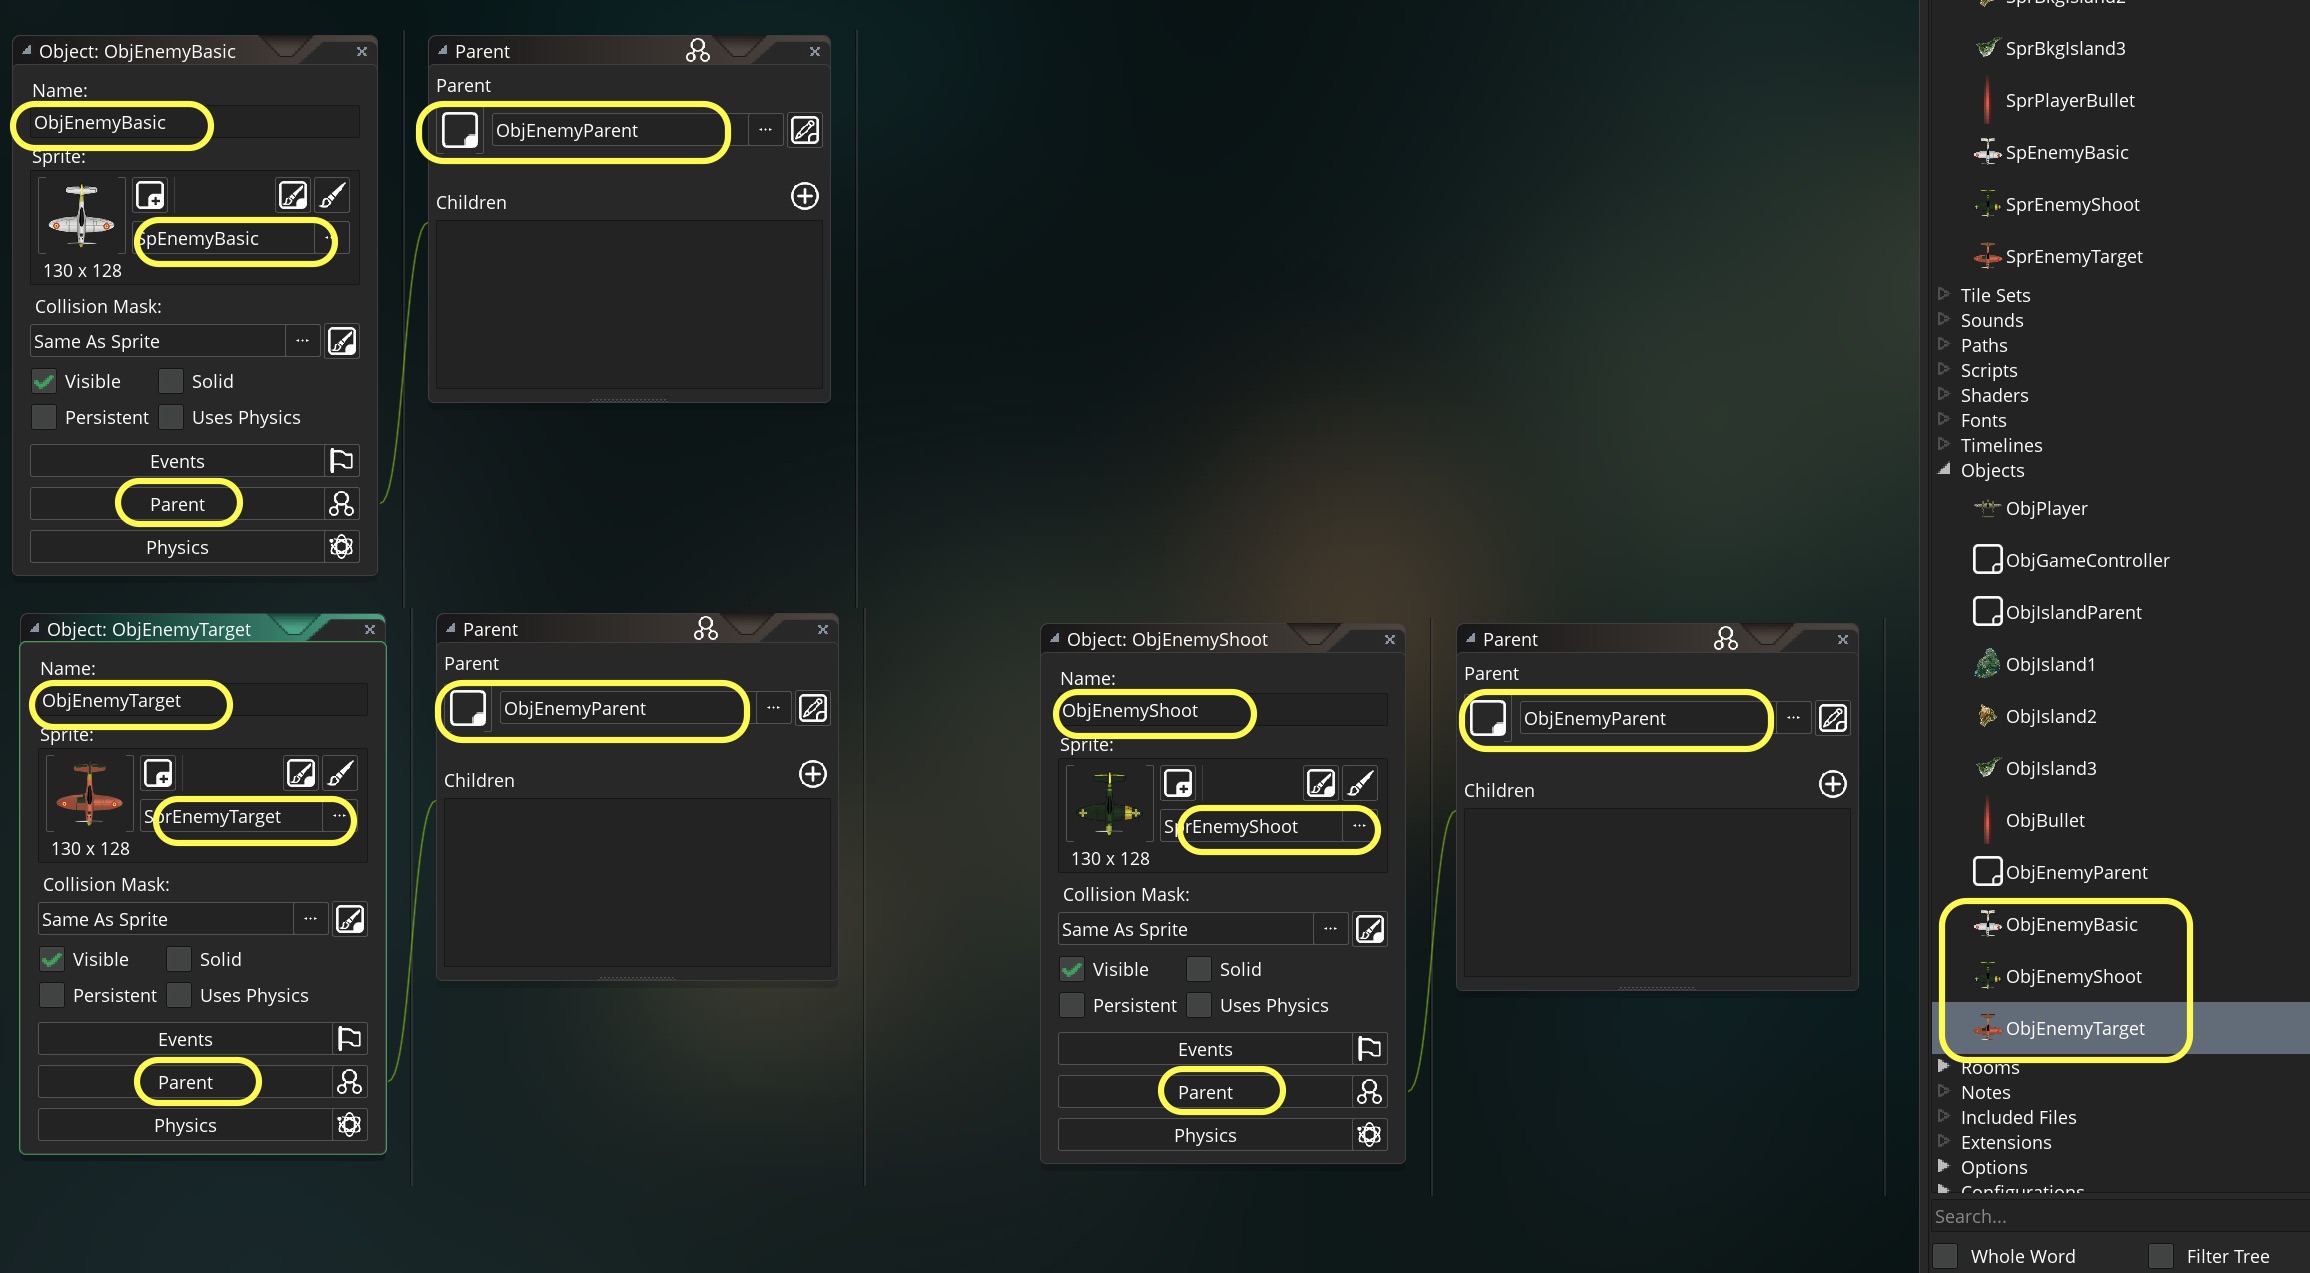 Object: ObjEnemyBasic
Name:
ObjEnemyBasic
Sprite:
SpEnemyBasic
...
130 x 128
Collision Mask:
Same As Sprite
...
Visible
Solid
Persistent
Uses Physics
Events
Parent
Physics
Parent
Parent
ObjEnemyParent
...
Children
Object: ObjEnemyTarget
Name:
ObjEnemyTarget
Sprite:
SprEnemyTarget
...
130 x 128
Collision Mask:
Same As Sprite
...
Visible
Solid
Persistent
Uses Physics
Events
Parent
Physics
Parent
Parent
ObjEnemyParent
...
Children
Object: ObjEnemyShoot
Name:
ObjEnemyShoot
Sprite:
SprEnemyShoot
...
130 x 128
Collision Mask:
Same As Sprite
...
Visible
Solid
Persistent
Uses Physics
Events
Parent
Physics
Parent
Parent
ObjEnemyParent
...
Children
SprBkgIsland2
SprBkgIsland3
SprPlayerBullet
SpEnemyBasic
SprEnemyShoot
SprEnemyTarget
Tile Sets
Sounds
Paths
Scripts
Shaders
Fonts
Timelines
Objects
ObjPlayer
ObjGameController
ObjIslandParent
ObjIsland1
ObjIsland2
ObjIsland3
ObjBullet
ObjEnemyParent
ObjEnemyBasic
ObjEnemyShoot
ObjEnemyTarget
Rooms
Notes
Included Files
Extensions
Options
Configurations
Search...
Whole Word
Filter Tree